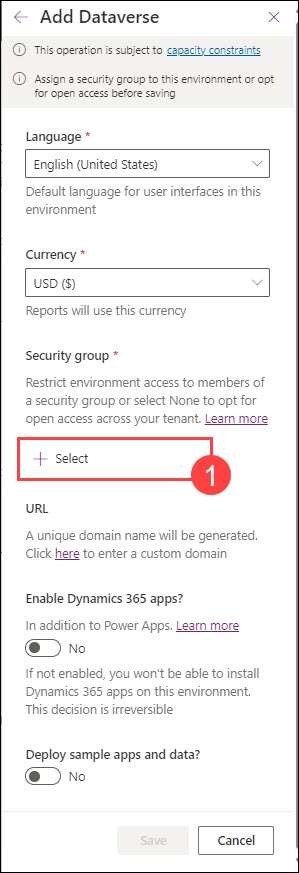 Add Dataverse
This operation is subject to capacity constraints
Assign a security group to this environment or opt
for open access before saving
Language *
English (United States)
Default language for user interfaces in this
environment
Currency *
USD ($)
Reports will use this currency
Security group *
Restrict environment access to members of
a security group or select None to opt for
open access across your tenant. Learn more
+ Select
1
URL
A unique domain name will be generated.
Click here to enter a custom domain
Enable Dynamics 365 apps?
In addition to Power Apps. Learn more
No
If not enabled, you won't be able to install
Dynamics 365 apps on this environment.
This decision is irreversible
Deploy sample apps and data?
No
Save
Cancel